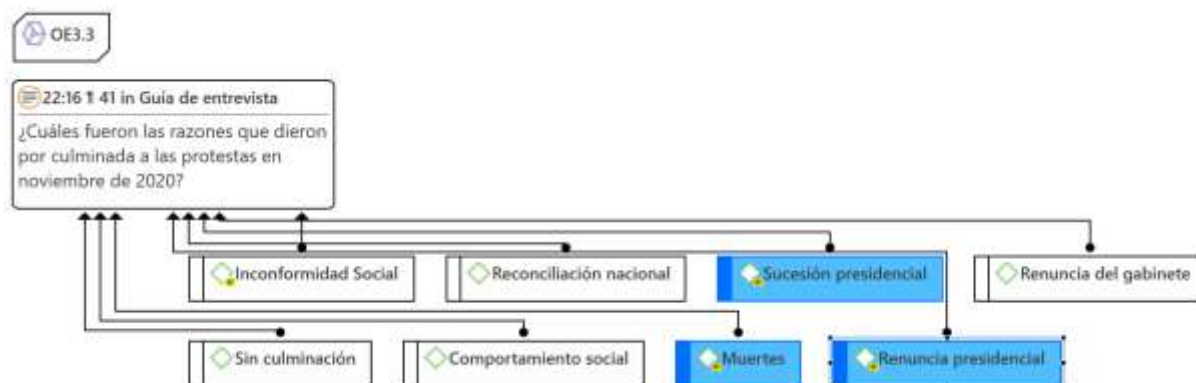 OE3.3
22:16 ¶ 41 in Guía de entrevista
¿Cuáles fueron las razones que dieron
por culminada a las protestas en
noviembre de 2020?
Inconformidad Social
Reconciliación nacional
Sucesión presidencial
Renuncia del gabinete
Sin culminación
Comportamiento social
Muertes
Renuncia presidencial